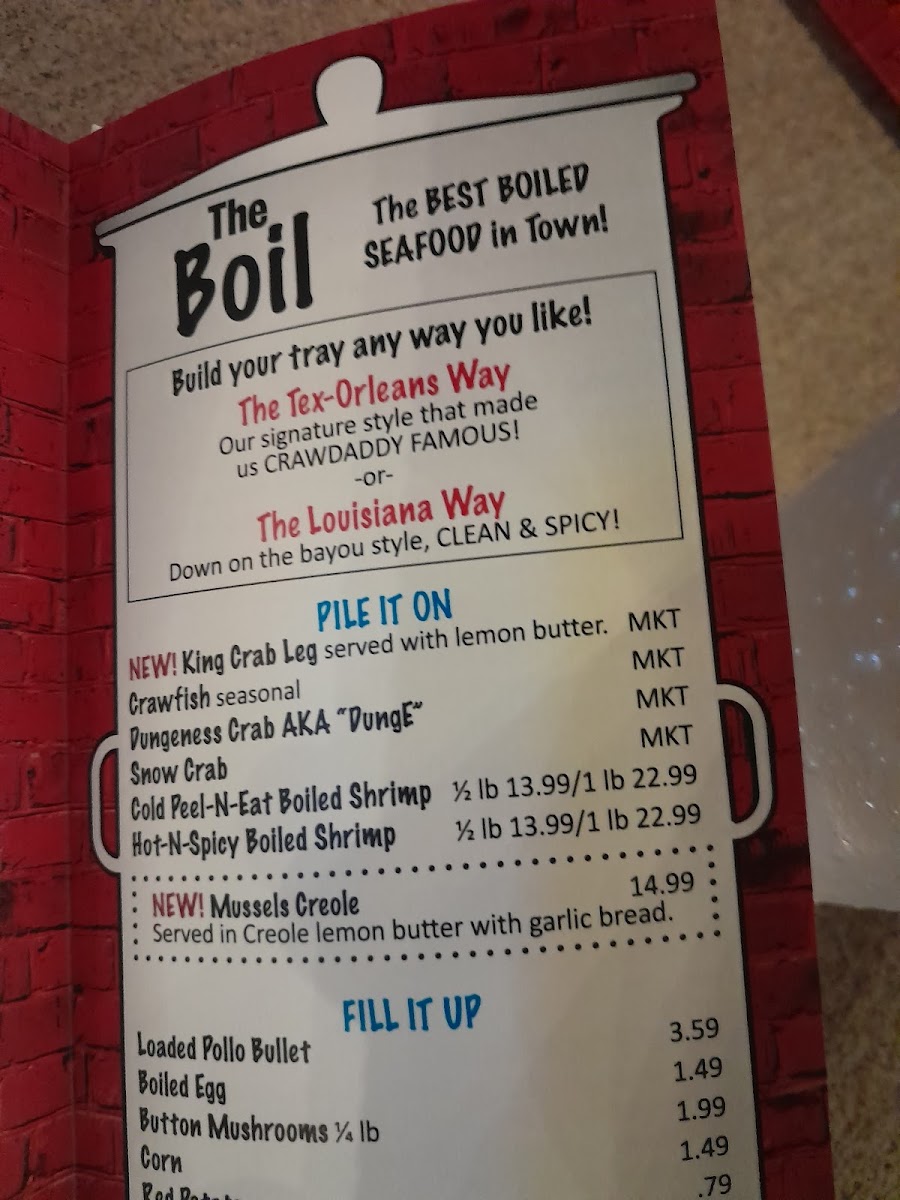 The
Boil
The BEST BOILED
SEAFOOD in Town!
Build your tray any way you like!
The Tex-Orleans Way
Our signature style that made
us CRAWDADDY FAMOUS!
-or-
The Louisiana Way
Down on the bayou style, CLEAN & SPICY!
PILE IT ON
NEW! King Crab Leg served with lemon butter. MKT
Crawfish seasonal MKT
Dungeness Crab AKA "DungE" MKT
Snow Crab MKT
Cold Peel-N-Eat Boiled Shrimp ½ lb 13.99/1 lb 22.99
Hot-N-Spicy Boiled Shrimp ½ lb 13.99/1 lb 22.99
NEW! Mussels Creole 14.99
Served in Creole lemon butter with garlic bread.
FILL IT UP
Loaded Pollo Bullet 3.59
Boiled Egg 1.49
Button Mushrooms ¼ lb 1.99
Corn 1.49
Red .79